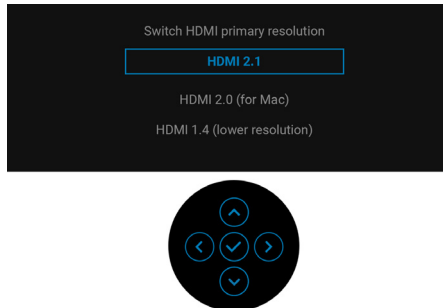 Switch HDMI primary resolution
HDMI 2.1
HDMI 2.0 (for Mac)
HDMI 1.4 (lower resolution)